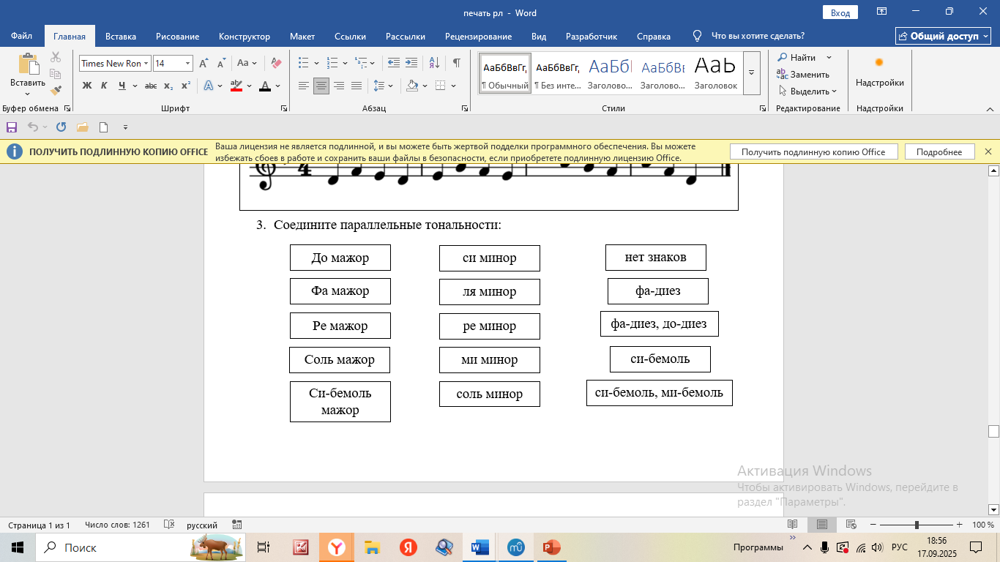 печать рл - Word
Вход
Файл Главная Вставка Рисование Конструктор Макет Ссылки Рассылки Рецензирование Вид Разработчик Справка Что вы хотите сделать? Общий доступ
Вставить
Times New Ron 14 Aa
Ж К Ч abc x₂ x² A A
АаБбВвГг, АаБбВвГг, АаБбІ АаБбВв АаЬ
¶ Обычный ¶ Без инте... Заголово... Заголово... Заголовок
Найти
Заменить
Выделить
Настройки
Буфер обмена Шрифт Абзац Стили Редактирование Настройки
ПОЛУЧИТЬ ПОДЛИННУЮ КОПИЮ OFFICE Ваша лицензия не является подлинной, и вы можете быть жертвой подделки программного обеспечения. Вы можете
избежать сбоев в работе и сохранить ваши файлы в безопасности, если приобретете подлинную лицензию Office.
Получить подлинную копию Office Подробнее
4
3. Соедините параллельные тональности:
До мажор си минор нет знаков
Фа мажор ля минор фа-диез
Ре мажор ре минор фа-диез, до-диез
Соль мажор ми минор си-бемоль
Си-бемоль
мажор
соль минор си-бемоль, ми-бемоль
Активация Windows
Чтобы активировать Windows, перейдите в
раздел "Параметры".
Страница 1 из 1 Число слов: 1261 русский 100 %
Поиск Программы РУС 18:56
17.09.2025